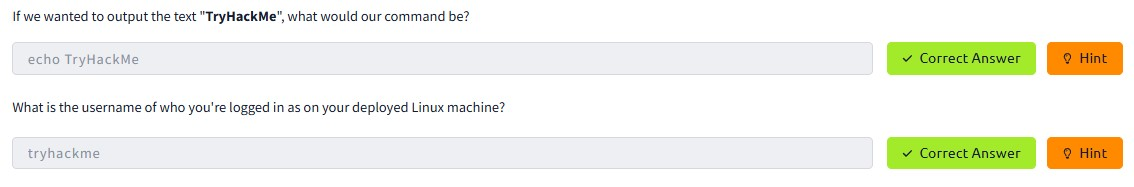 If we wanted to output the text "TryHackMe", what would our command be?
echo TryHackMe
Correct Answer
Hint
What is the username of who you're logged in as on your deployed Linux machine?
tryhackme
Correct Answer
Hint